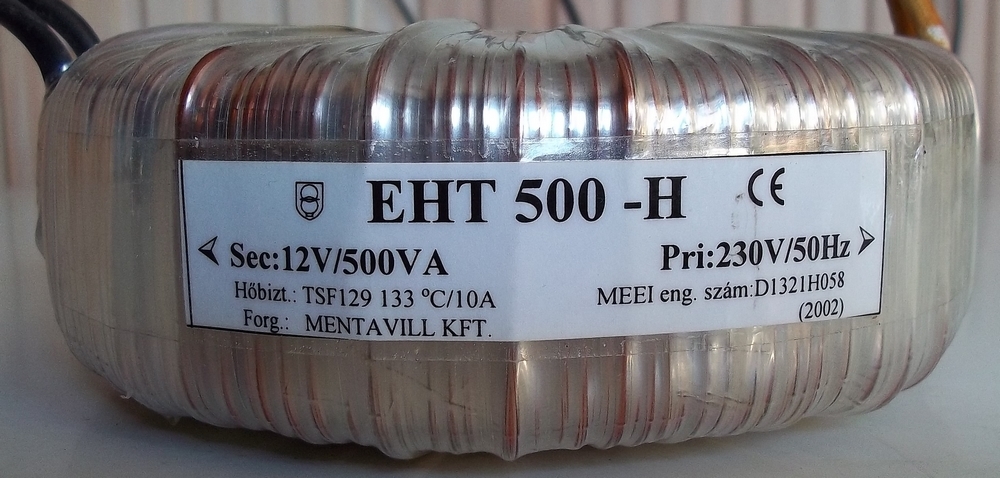 EHT 500 -H CE
Sec:12V/500VA Pri:230V/50Hz
Hőbizt.: TSF129 133 ºC/10A MEEI eng. szám:D1321H058
Forg.: MENTAVILL KFT. (2002)